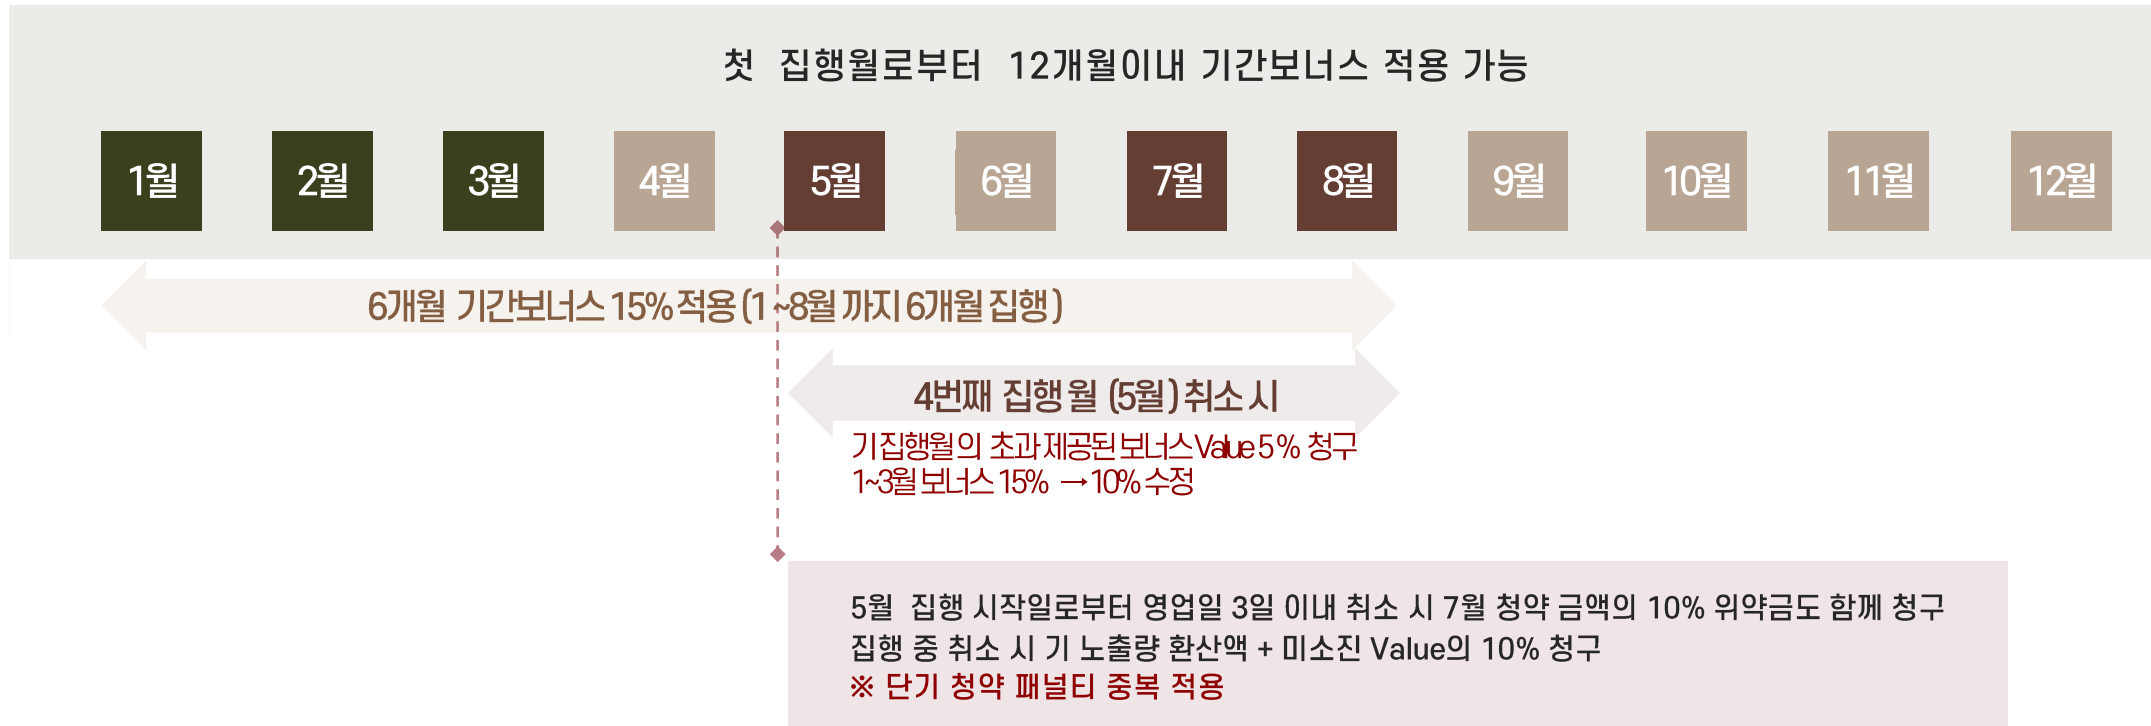 첫 집행월로부터 12개월이내 기간보너스 적용 가능
1월 2월 3월 4월 5월 6월 7월 8월 9월 10월 11월 12월
6개월 기간보너스 15% 적용 (1~8월 까지 6개월 집행)
4번째 집행 월 (5월) 취소 시
기 집행월의 초과 제공된 보너스 Value 5% 청구
1~3월 보너스 15% → 10% 수정
5월 집행 시작일로부터 영업일 3일 이내 취소 시 7월 청약 금액의 10% 위약금도 함께 청구
집행 중 취소 시 기 노출량 환산액 + 미소진 Value의 10% 청구
※ 단기 청약 패널티 중복 적용